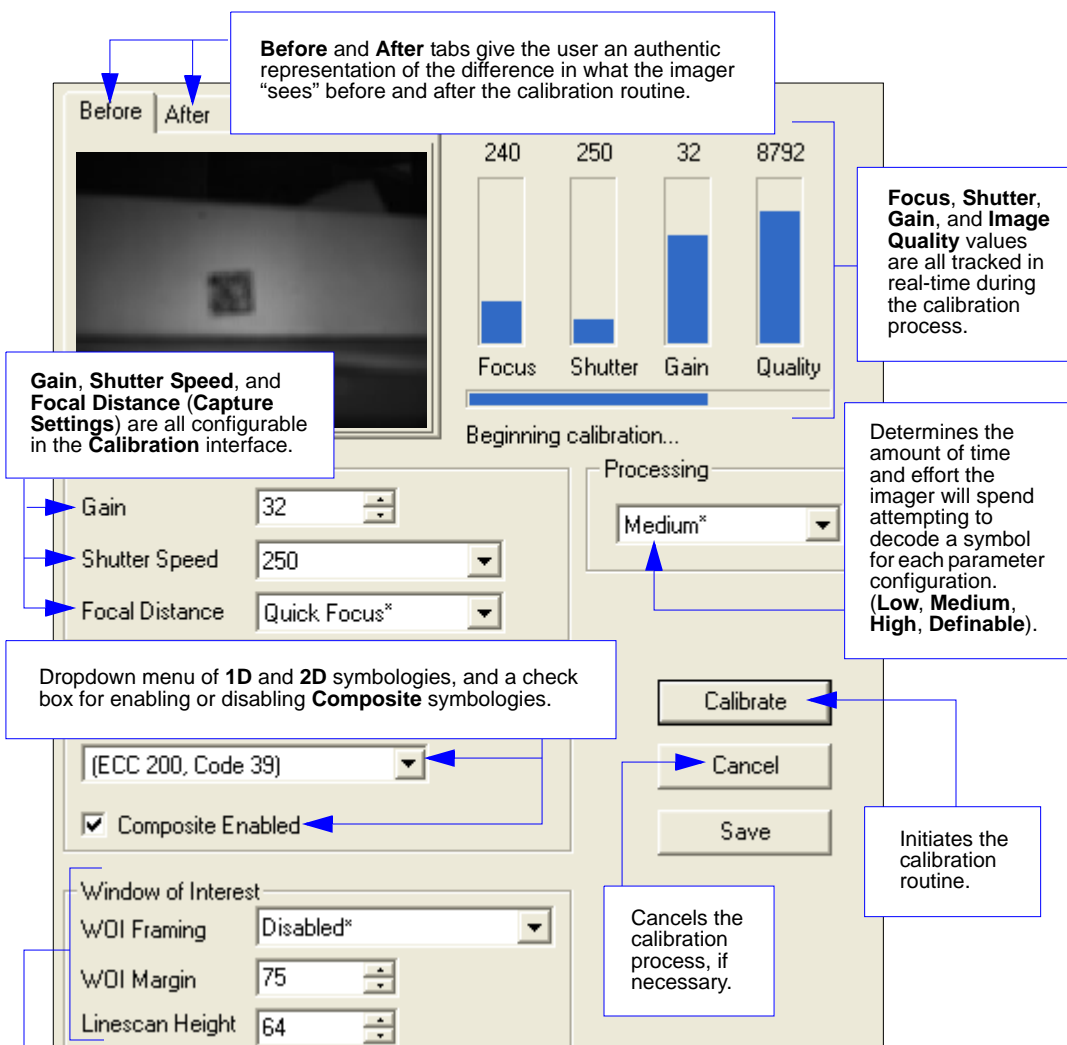 Before and After tabs give the user an authentic
representation of the difference in what the imager
“sees” before and after the calibration routine.
Before
After
240 250 32 8792
Focus Shutter Gain Quality
Beginning calibration...
Focus, Shutter,
Gain, and Image
Quality values
are all tracked in
real-time during
the calibration
process.
Gain, Shutter Speed, and
Focal Distance (Capture
Settings) are all configurable
in the Calibration interface.
Gain 32
Shutter Speed 250
Focal Distance Quick Focus*
Processing
Medium*
Determines the
amount of time
and effort the
imager will spend
attempting to
decode a symbol
for each parameter
configuration.
(Low, Medium,
High, Definable).
Dropdown menu of 1D and 2D symbologies, and a check
box for enabling or disabling Composite symbologies.
(ECC 200, Code 39)
Composite Enabled
Calibrate
Cancel
Save
Initiates the
calibration
routine.
Cancels the
calibration
process, if
necessary.
Window of Interest
WOI Framing Disabled*
WOI Margin 75
Linescan Height 64